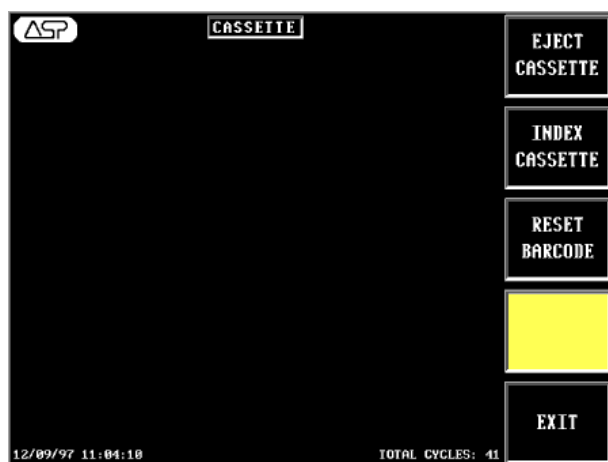 ASP
CASSETTE
EJECT
CASSETTE
INDEX
CASSETTE
RESET
BARCODE
EXIT
12/09/97 11:04:10
TOTAL CYCLES: 41